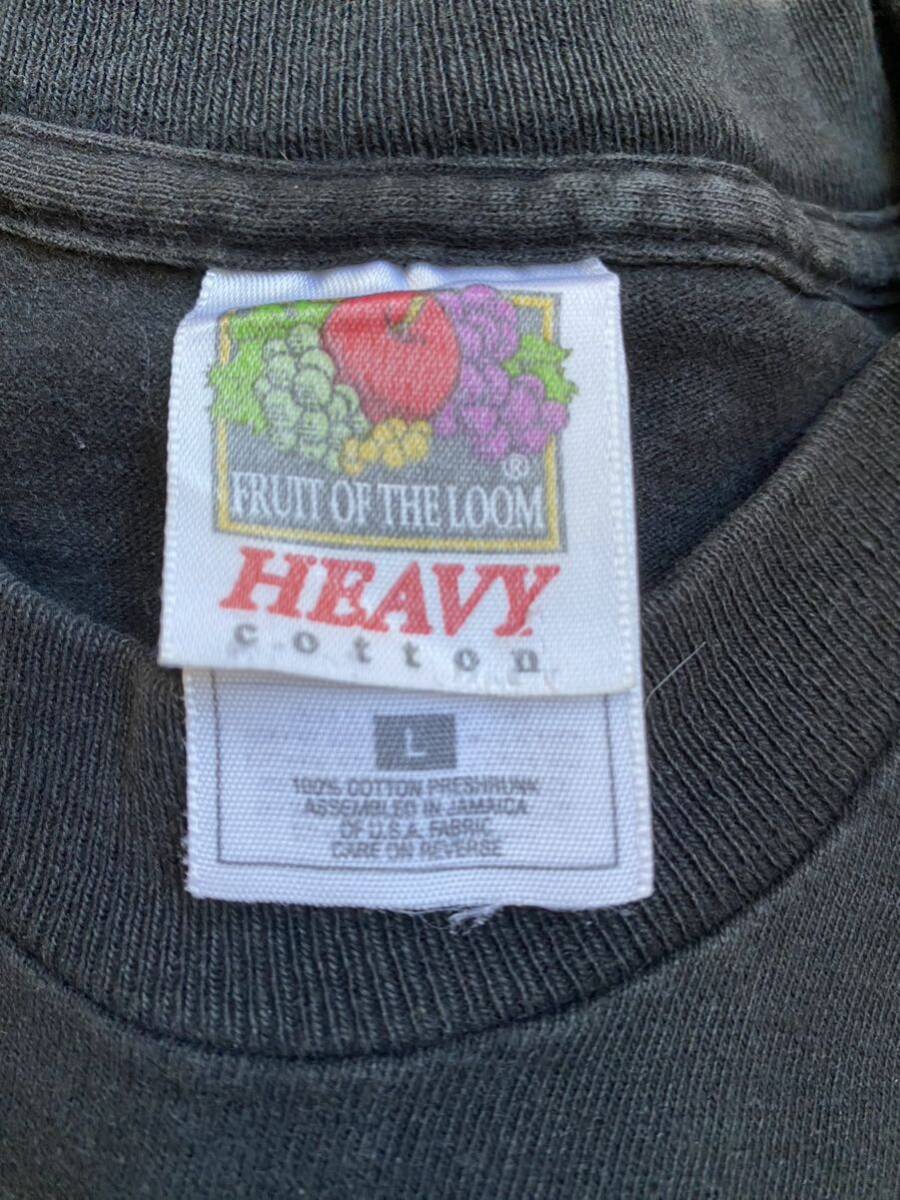 ®
FRUIT OF THE LOOM
HEAVY
cotton
L
100% COTTON PRESHRUNK
ASSEMBLED IN JAMAICA
OF U.S.A. FABRIC
CARE ON REVERSE